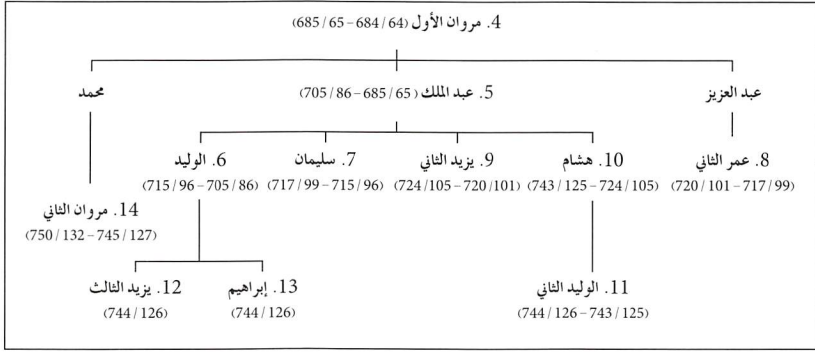 4. مروان الأول (64 / 684 – 65 / 685)
عبد العزيز
5. عبد الملك (65 / 685 – 86 / 705)
محمد
8. عمر الثاني
(99 / 717 – 101 / 720)
10. هشام
(105 / 724 – 125 / 743)
9. يزيد الثاني
(101 / 720 – 105 / 724)
7. سليمان
(96 / 715 – 99 / 717)
6. الوليد
(86 / 705 – 96 / 715)
14. مروان الثاني
(127 / 745 – 132 / 750)
11. الوليد الثاني
(125 / 743 – 126 / 744)
13. إبراهيم
(126 / 744)
12. يزيد الثالث
(126 / 744)